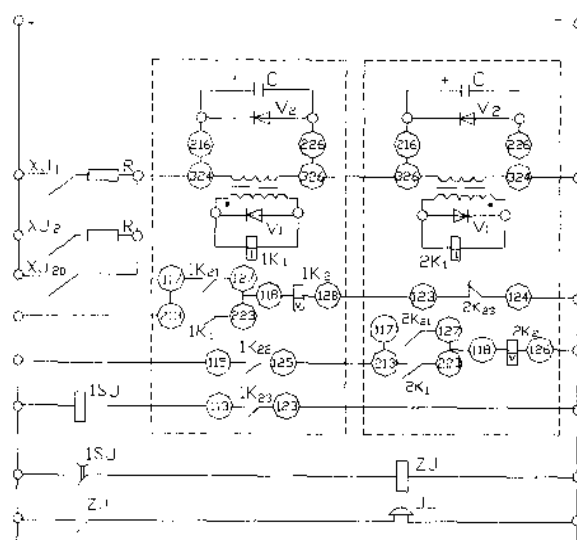 + −
+ C + C
V2 V2
216 226 216 226
XJ1 R 324 326 326 324
V1 V1
XJ2 R 1K1 2K1
XJ20
117 1K21 127 118 1K2 128 123 2K23 124
213 1K1 223
117 2K21 127 118 2K2 126
115 1K22 125 213 2K1 221
1SJ 113 1K23 123
1SJ ZJ
ZJ